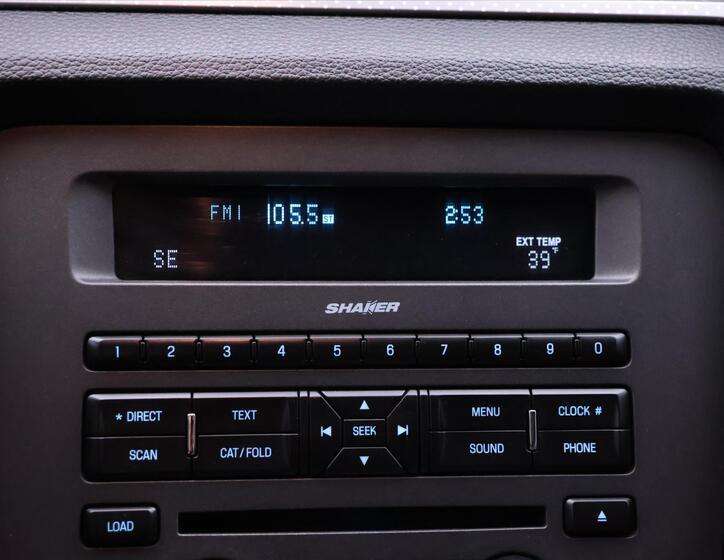 FM1 105.5 ST 2:53
EXT TEMP
SE 39°F
SHAKER
1 2 3 4 5 6 7 8 9 0
* DIRECT TEXT MENU CLOCK #
SEEK
SCAN CAT/FOLD SOUND PHONE
LOAD